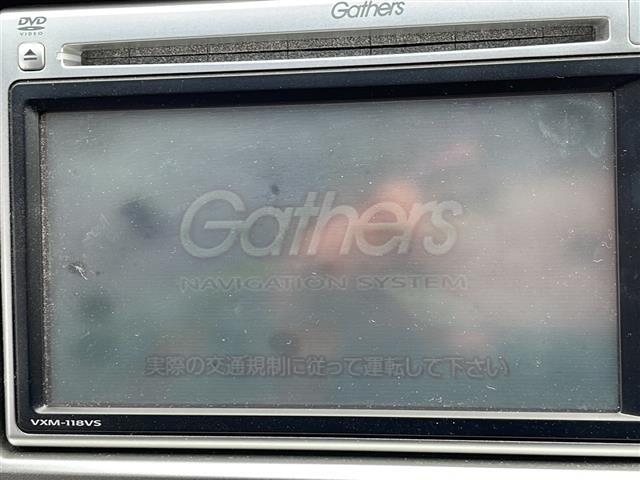 DVD
VIDEO
Gathers
Gathers
NAVIGATION SYSTEM
実際の交通規制に従って運転して下さい
VXM-118VS